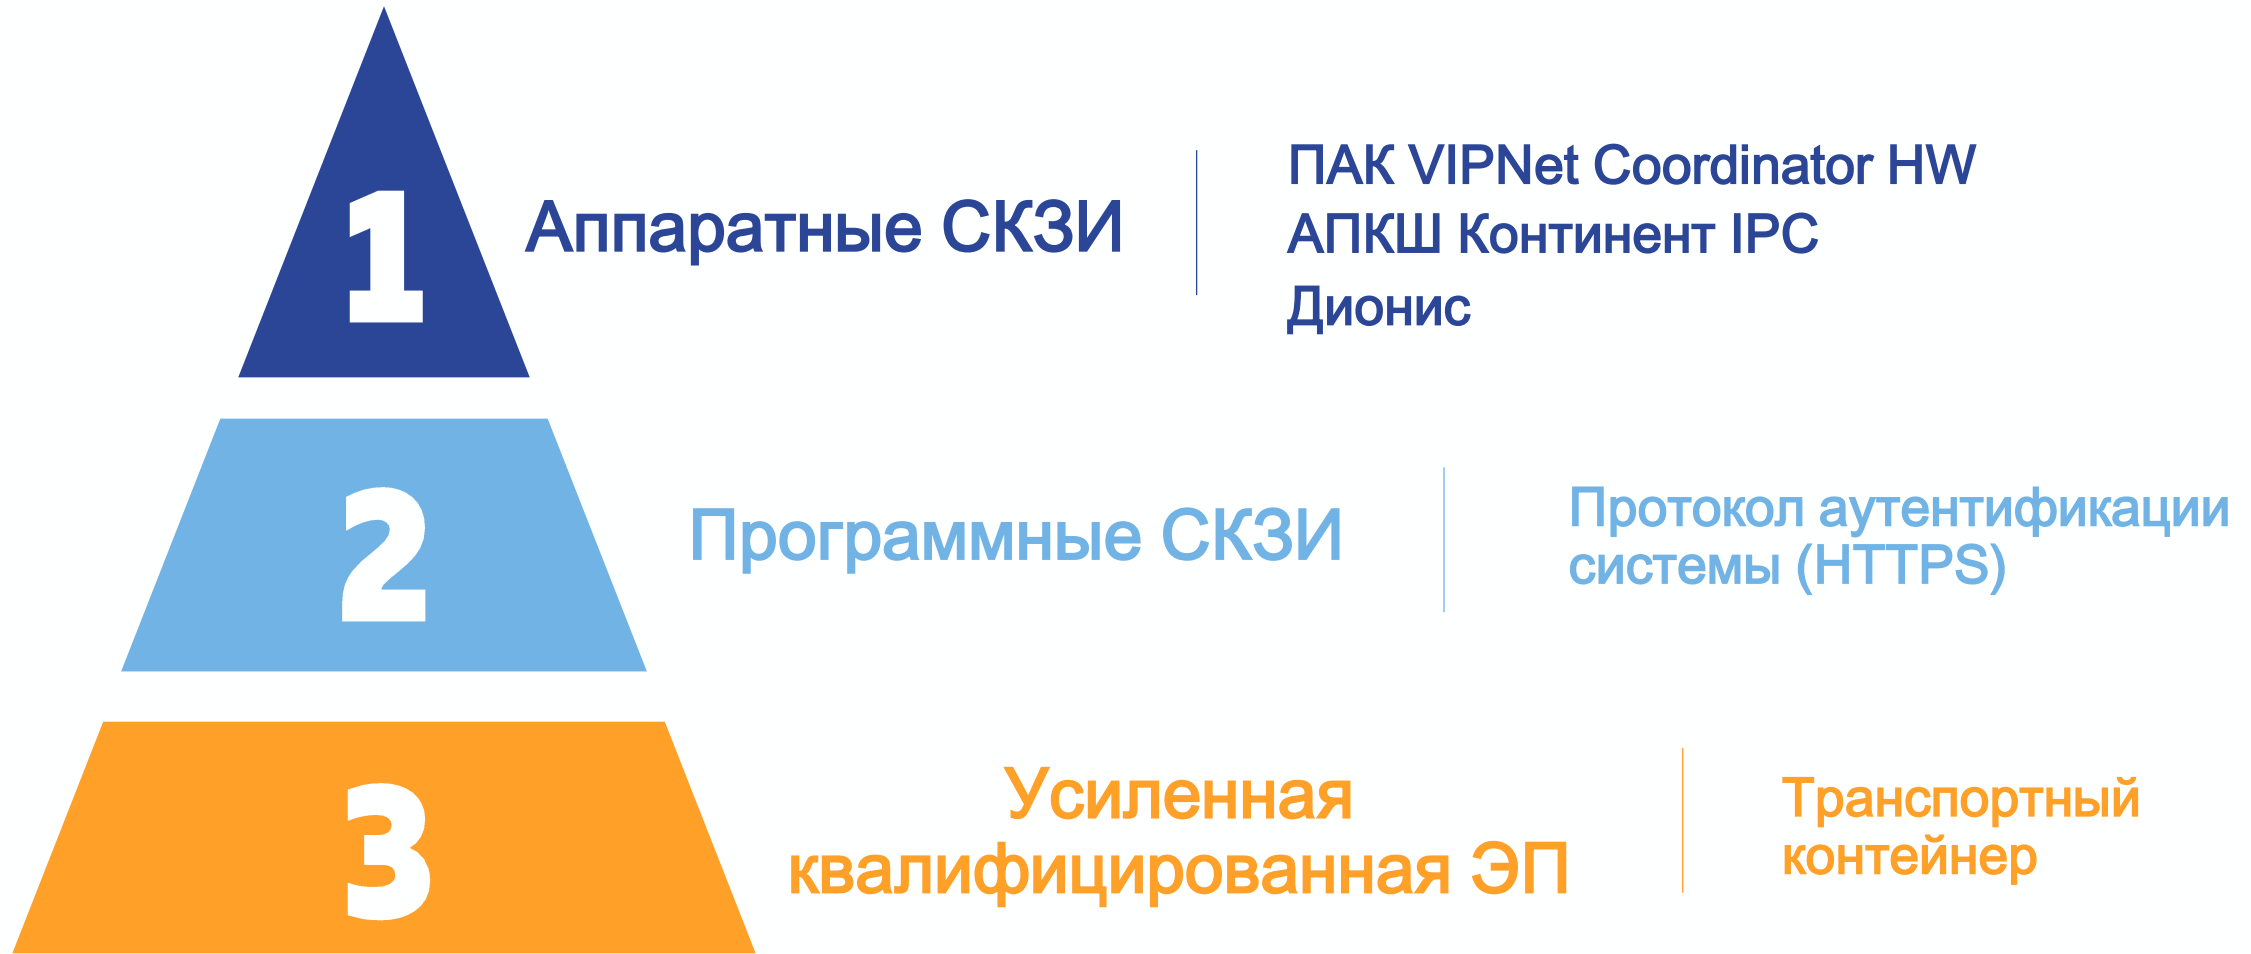 1
Аппаратные СКЗИ
ПАК VIPNet Coordinator HW
АПКШ Континент IPC
Дионис
2
Программные СКЗИ
Протокол аутентификации
системы (HTTPS)
3
Усиленная
квалифицированная ЭП
Транспортный
контейнер